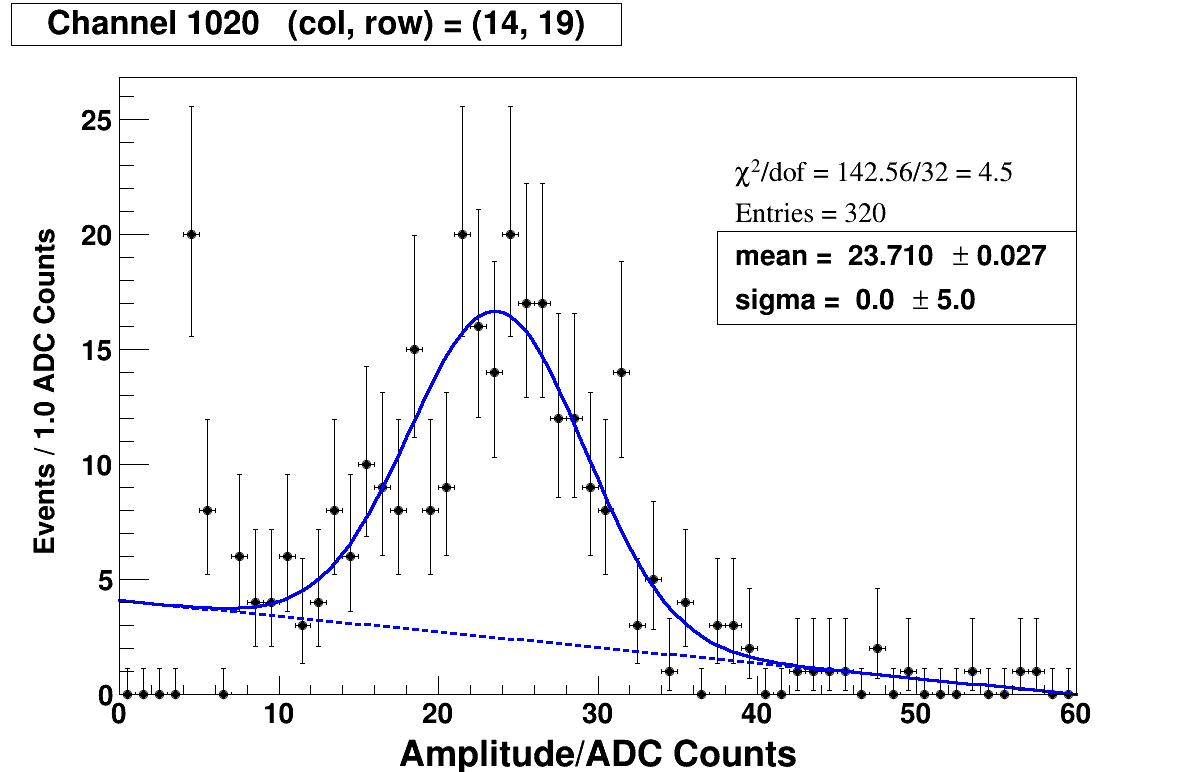 Channel 1020 (col, row) = (14, 19)
χ²/dof = 142.56/32 = 4.5
Entries = 320
mean = 23.710 ± 0.027
sigma = 0.0 ± 5.0
Events / 1.0 ADC Counts
25
20
15
10
5
0
0 10 20 30 40 50 60
Amplitude/ADC Counts